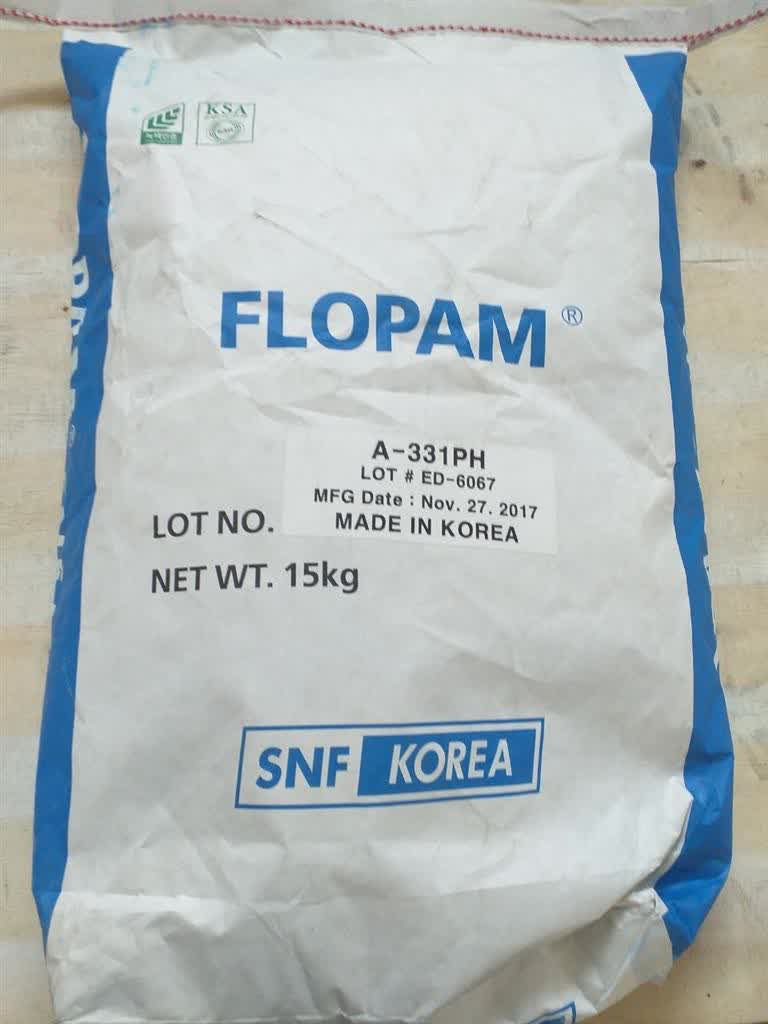 KSA
FLOPAM ®
A-331PH
LOT # ED-6067
MFG Date : Nov. 27. 2017
LOT NO.
MADE IN KOREA
NET WT. 15kg
SNF KOREA